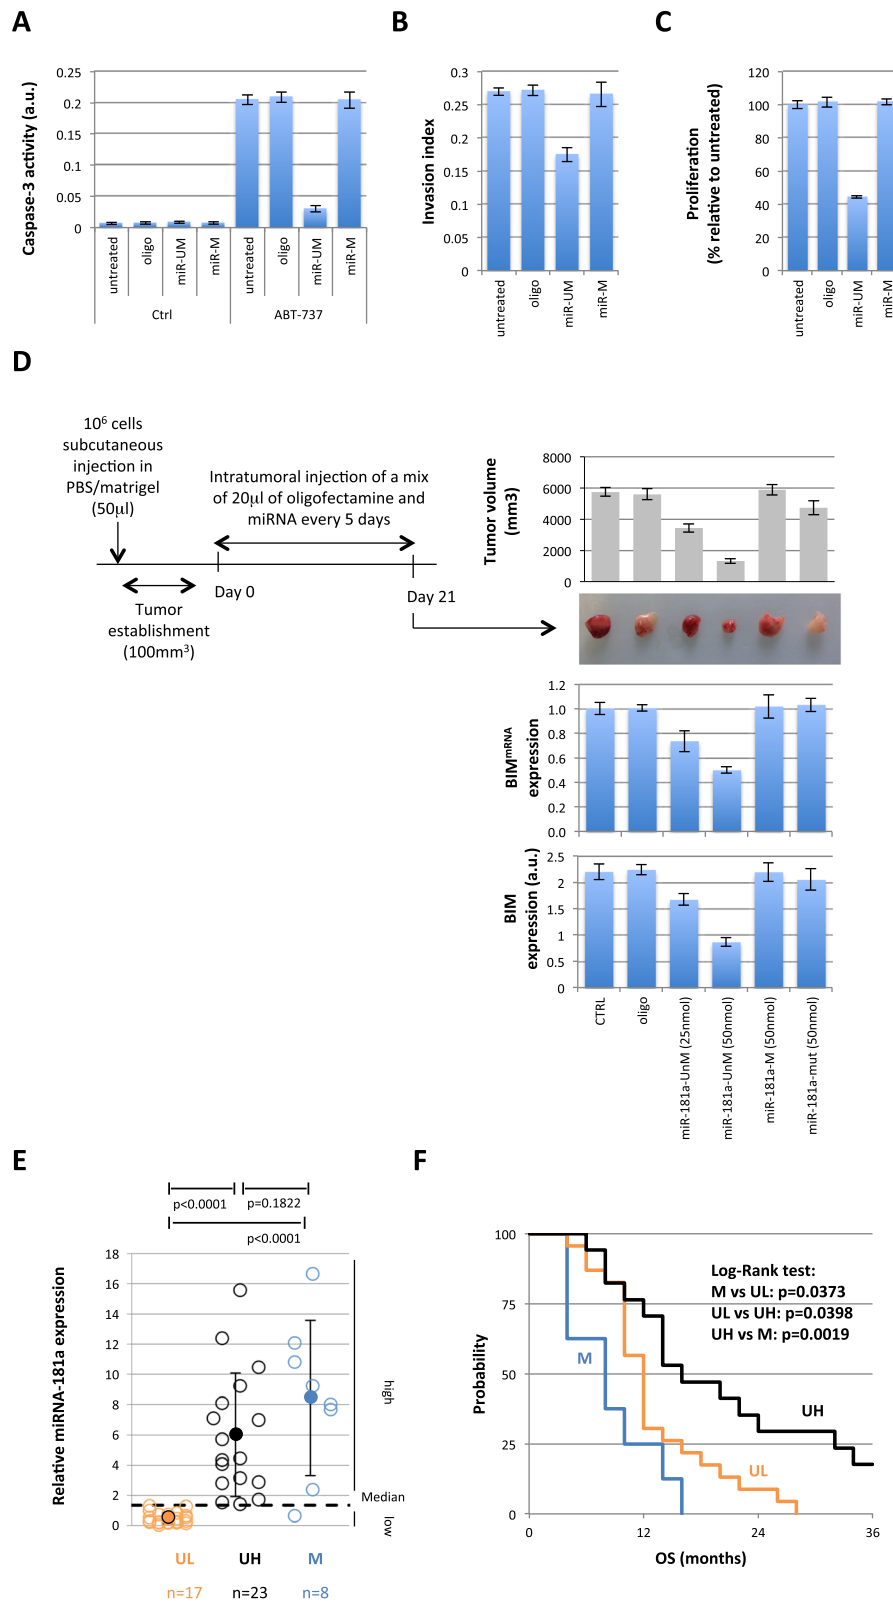 A
Caspase-3 activity (a.u.)
0.25
0.2
0.15
0.1
0.05
0
untreated
oligo
miR-UM
miR-M
untreated
oligo
miR-UM
miR-M
Ctrl
ABT-737
B
Invasion index
0.3
0.25
0.2
0.15
0.1
0.05
0
untreated
oligo
miR-UM
miR-M
C
Proliferation
(% relative to untreated)
120
100
80
60
40
20
0
untreated
oligo
miR-UM
miR-M
D
10⁶ cells
subcutaneous
injection in
PBS/matrigel
(50µl)
Intratumoral injection of a mix
of 20µl of oligofectamine and
miRNA every 5 days
Day 0
Day 21
Tumor
establishment
(100mm³)
Tumor volume
(mm3)
8000
6000
4000
2000
0
BIMᵐᴿᴺᴬ
expression
1.2
1.0
0.8
0.6
0.4
0.2
0.0
BIM
expression (a.u.)
2.5
2
1.5
1
0.5
0
CTRL
oligo
miR-181a-UnM (25nmol)
miR-181a-UnM (50nmol)
miR-181a-M (50nmol)
miR-181a-mut (50nmol)
E
p<0.0001
p=0.1822
p<0.0001
Relative miRNA-181a expression
18
16
14
12
10
8
6
4
2
0
high
Median
low
UL
UH
M
n=17
n=23
n=8
F
Probability
100
75
50
25
0
Log-Rank test:
M vs UL: p=0.0373
UL vs UH: p=0.0398
UH vs M: p=0.0019
M
UH
UL
0
12
24
36
OS (months)